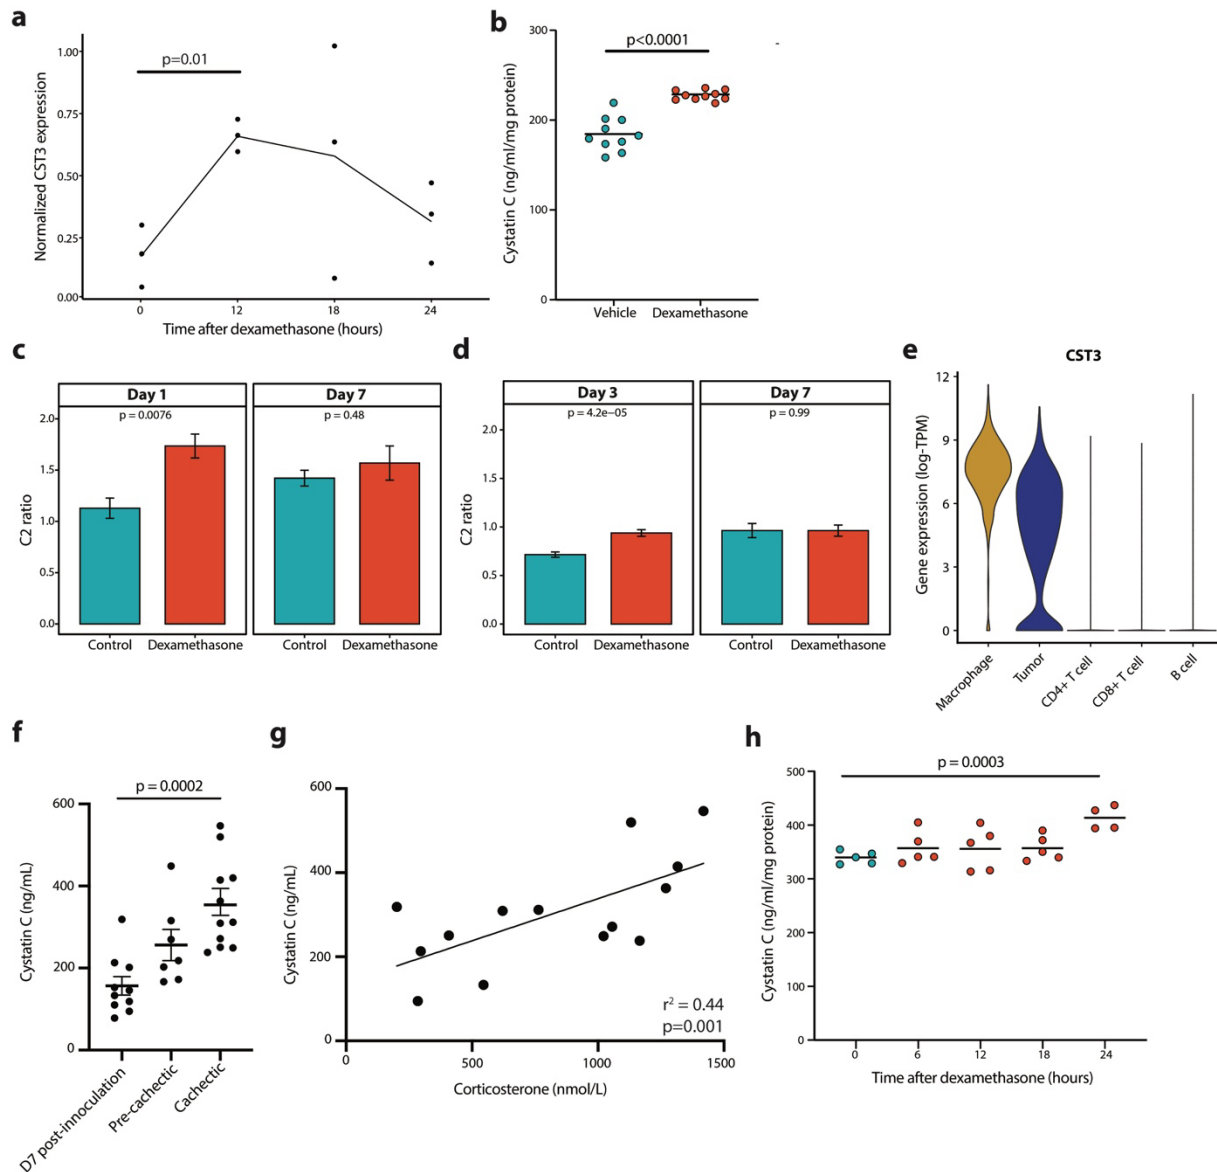 a
1.00
0.75
0.50
0.25
0.00
Normalized CST3 expression
p=0.01
0 12 18 24
Time after dexamethasone (hours)
b
300
200
100
0
Cystatin C (ng/ml/mg protein)
p<0.0001
-
Vehicle Dexamethasone
c
Day 1 Day 7
p = 0.0076 p = 0.48
2.0
1.5
1.0
0.5
0.0
C2 ratio
Control Dexamethasone Control Dexamethasone
d
Day 3 Day 7
p = 4.2e−05 p = 0.99
2.0
1.5
1.0
0.5
0.0
C2 ratio
Control Dexamethasone Control Dexamethasone
e
CST3
12
9
6
3
0
Gene expression (log-TPM)
Macrophage
Tumor
CD4+ T cell
CD8+ T cell
B cell
f
p = 0.0002
600
400
200
0
Cystatin C (ng/mL)
D7 post-innoculation
Pre-cachectic
Cachectic
g
600
400
200
0
Cystatin C (ng/mL)
r² = 0.44
p=0.001
0 500 1000 1500
Corticosterone (nmol/L)
h
p = 0.0003
500
400
300
200
100
0
Cystatin C (ng/ml/mg protein)
0 6 12 18 24
Time after dexamethasone (hours)